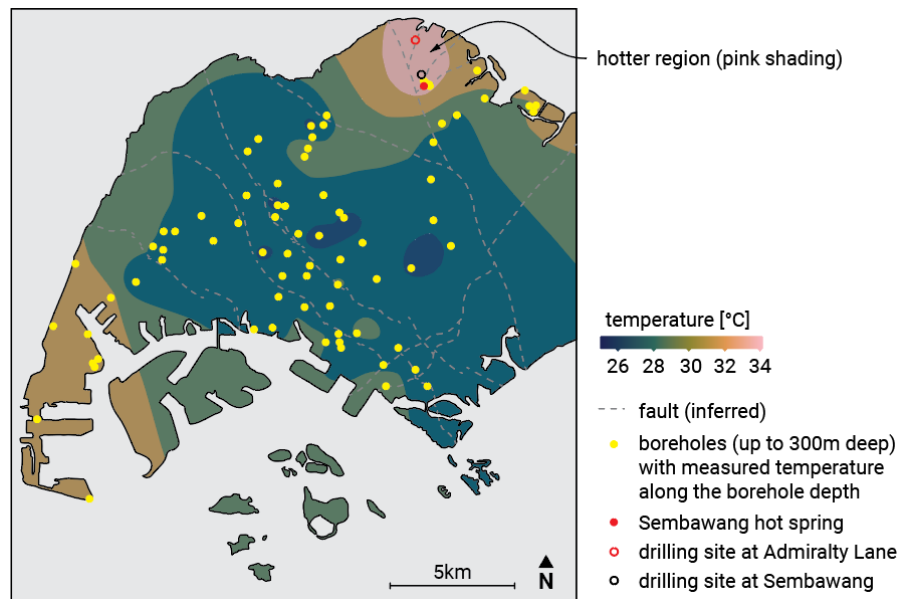 hotter region (pink shading)
temperature [°C]
26 28 30 32 34
fault (inferred)
boreholes (up to 300m deep)
with measured temperature
along the borehole depth
Sembawang hot spring
drilling site at Admiralty Lane
drilling site at Sembawang
5km
N